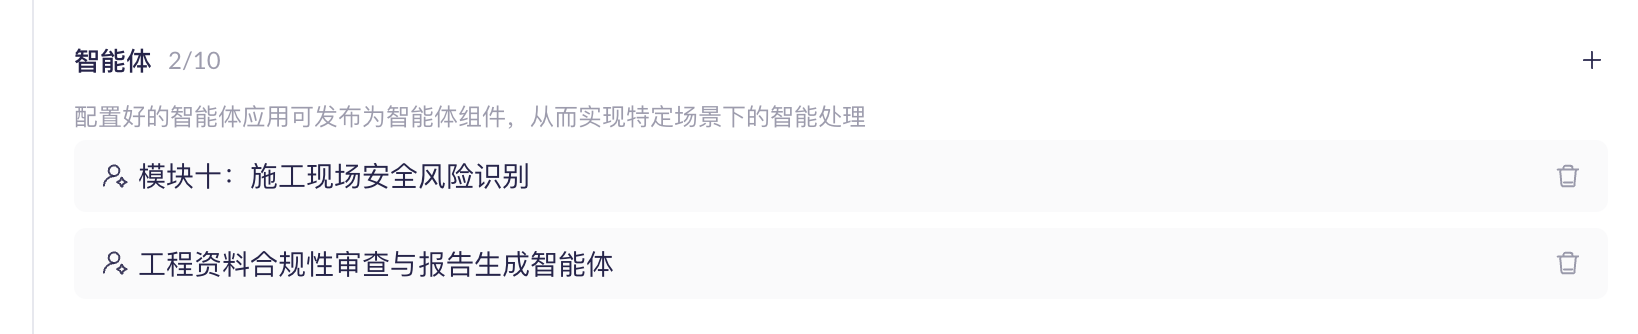 智能体 2/10
配置好的智能体应用可发布为智能体组件，从而实现特定场景下的智能处理
模块十：施工现场安全风险识别
工程资料合规性审查与报告生成智能体